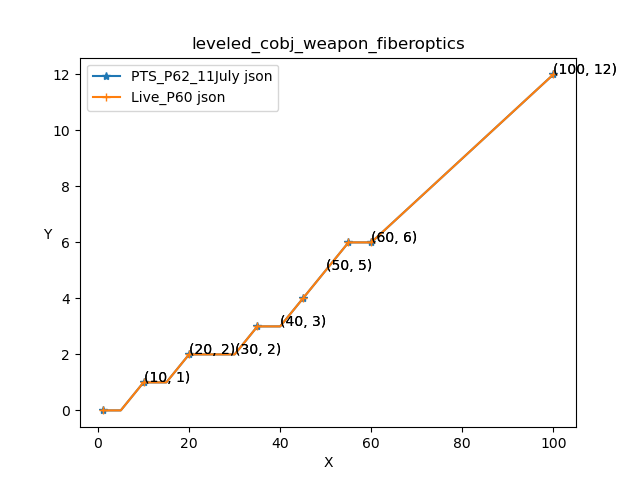 leveled_cobj_weapon_fiberoptics
PTS_P62_11July json
Live_P60 json
(100, 12)
(60, 6)
(50, 5)
(40, 3)
(20, 2)(30, 2)
(10, 1)
Y
12
10
8
6
4
2
0
0 20 40 60 80 100
X